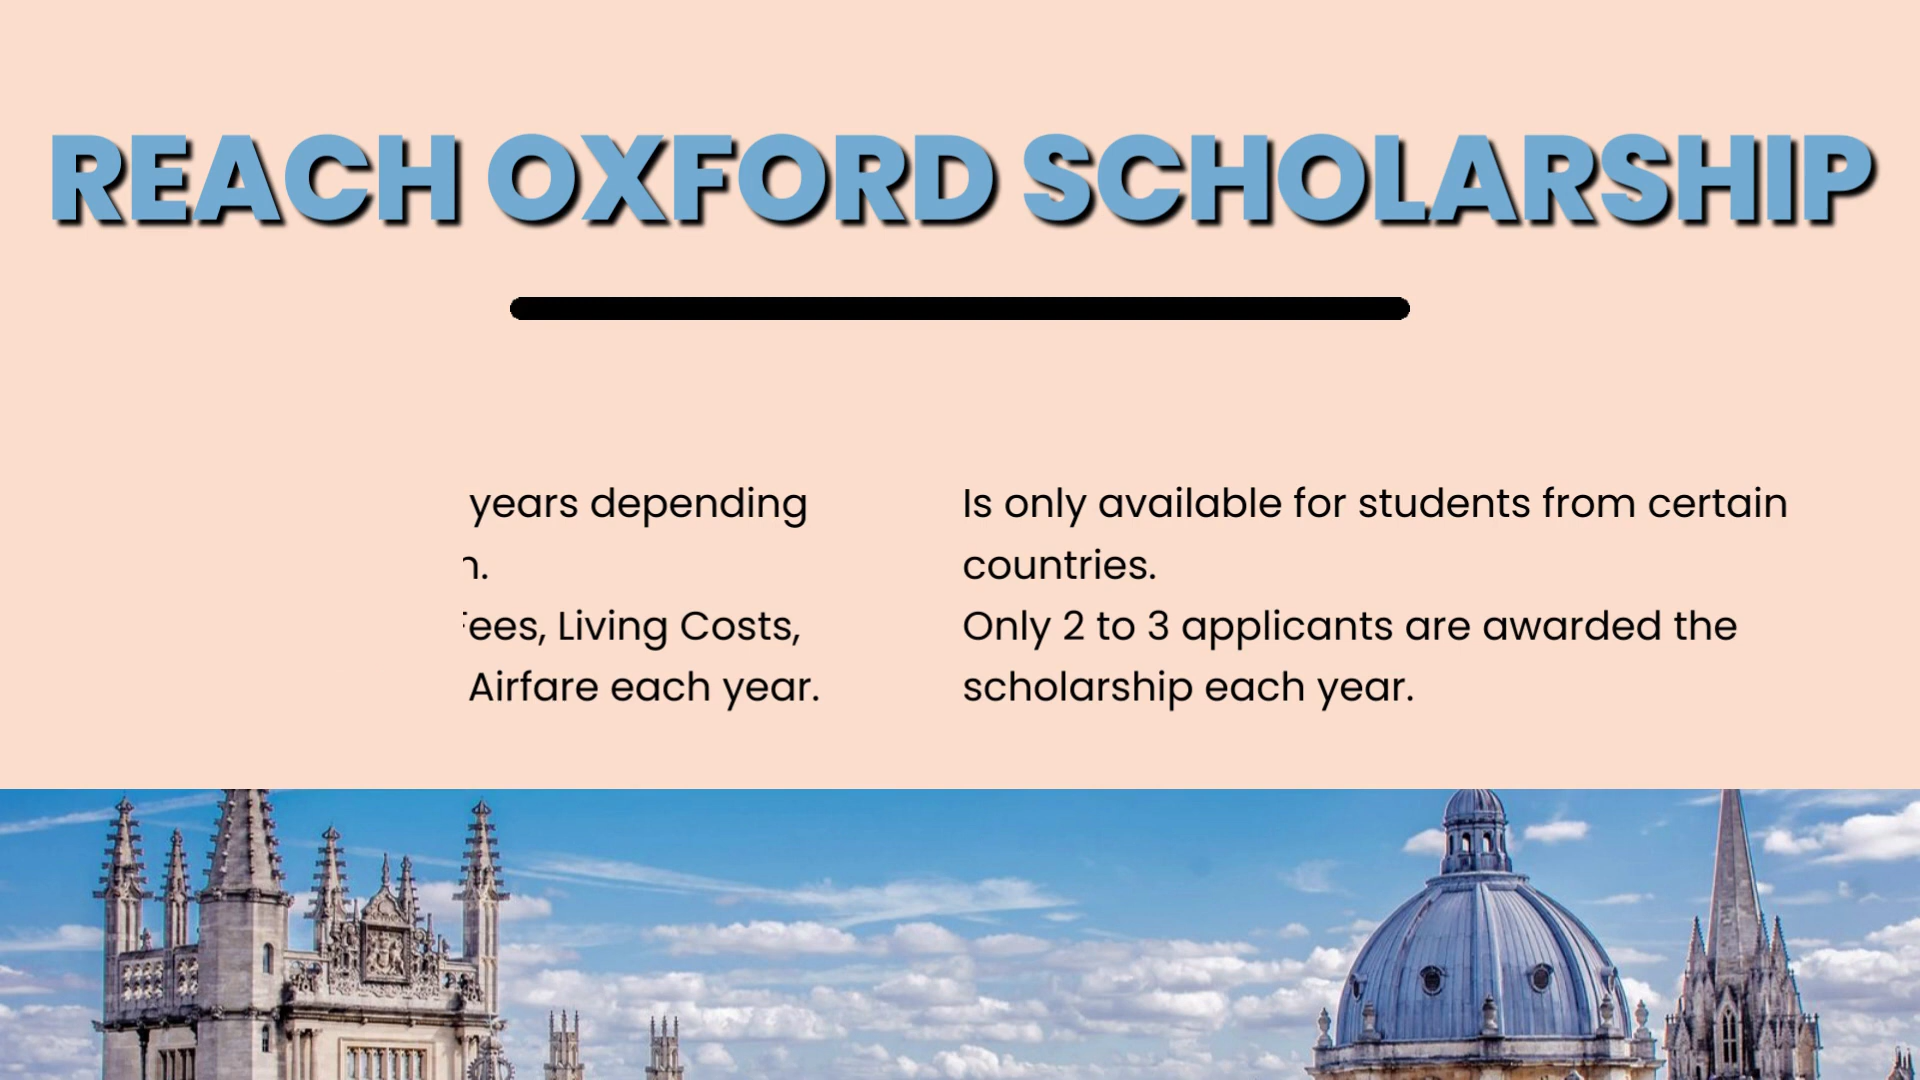 REACH OXFORD SCHOLARSHIP
years depending
Fees, Living Costs,
Airfare each year.
Is only available for students from certain
countries.
Only 2 to 3 applicants are awarded the
scholarship each year.